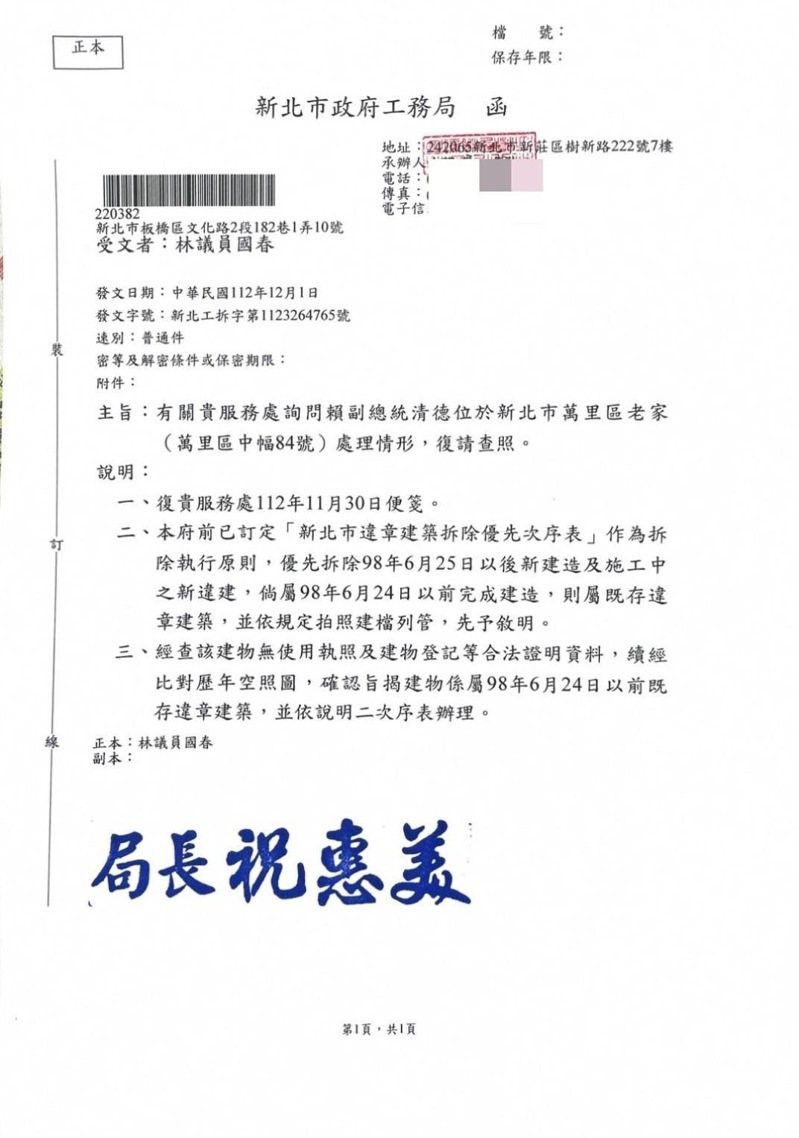 正本
檔　　號：
保存年限：
新北市政府工務局　函
地址：242065新北市新莊區樹新路222號7樓
承辦人
電話：
傳真：
電子信
220382
新北市板橋區文化路2段182巷1弄10號
受文者：林議員國春
發文日期：中華民國112年12月1日
發文字號：新北工拆字第1123264765號
速別：普通件
密等及解密條件或保密期限：
附件：
主旨：有關貴服務處詢問賴副總統清德位於新北市萬里區老家
（萬里區中幅84號）處理情形，復請查照。
說明：
一、復貴服務處112年11月30日便箋。
二、本府前已訂定「新北市違章建築拆除優先次序表」作為拆
除執行原則，優先拆除98年6月25日以後新建造及施工中
之新違建，倘屬98年6月24日以前完成建造，則屬既存違
章建築，並依規定拍照建檔列管，先予敘明。
三、經查該建物無使用執照及建物登記等合法證明資料，續經
比對歷年空照圖，確認旨揭建物係屬98年6月24日以前既
存違章建築，並依說明二次序表辦理。
正本：林議員國春
副本：
裝
訂
線
局長祝惠美
第1頁，共1頁